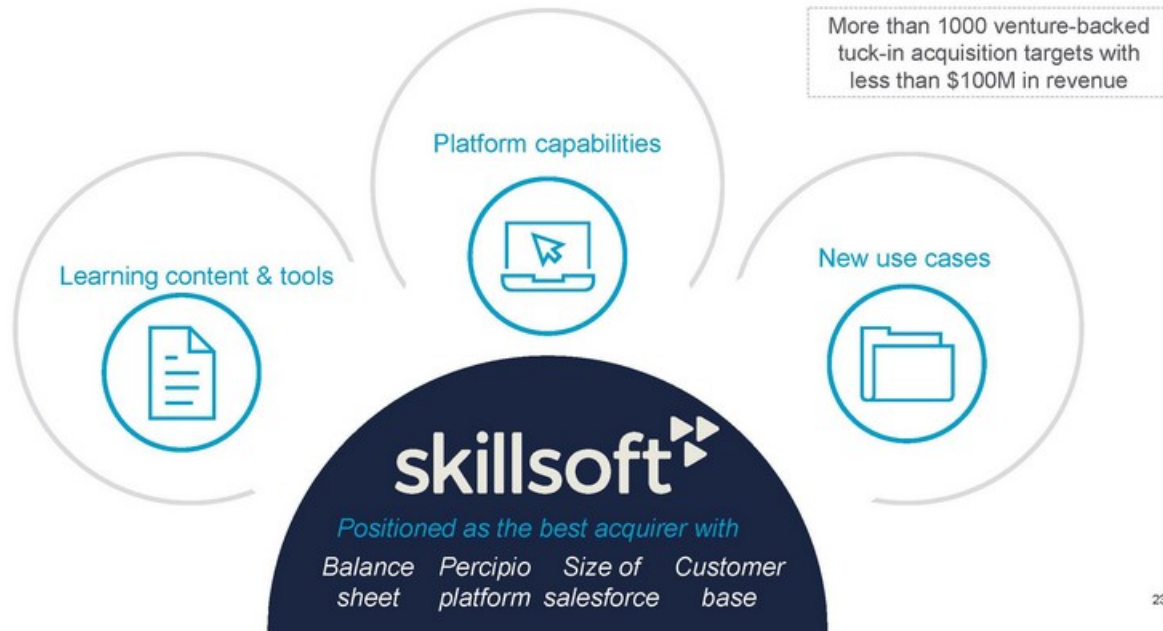 More than 1000 venture-backed
tuck-in acquisition targets with
less than $100M in revenue
Platform capabilities
Learning content & tools
New use cases
skillsoft
Positioned as the best acquirer with
Balance sheet
Percipio platform
Size of salesforce
Customer base
23